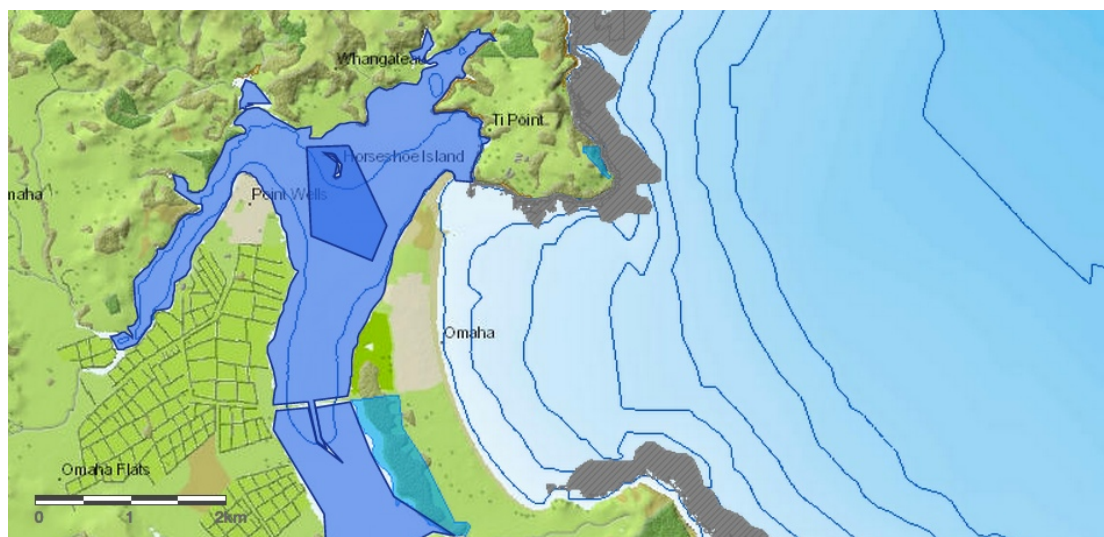 Whangateau
Ti Point
Horseshoe Island
maha
Point Wells
Omaha
Omaha Flats
0 1 2km